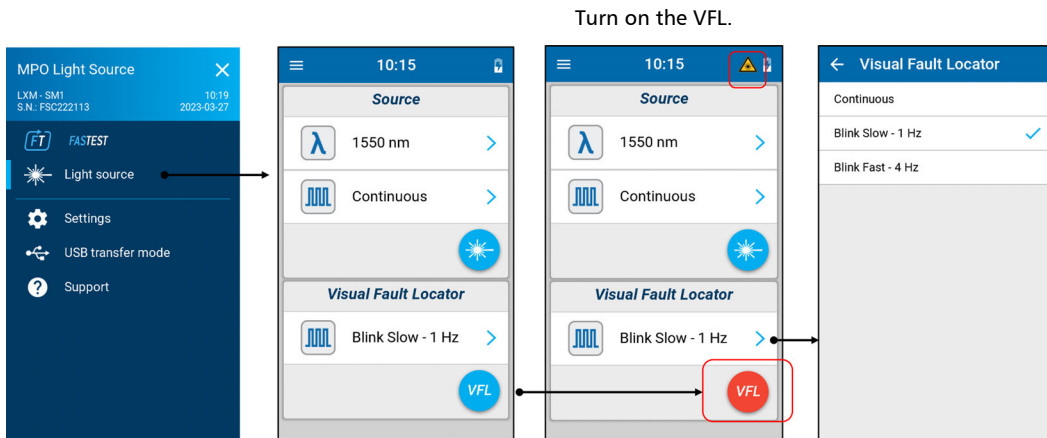 Turn on the VFL.
MPO Light Source
LXM - SM1 10:19
S.N.: FSC222113 2023-03-27
FT FASTEST
Light source
Settings
USB transfer mode
? Support
10:15
Source
λ 1550 nm
Continuous
Visual Fault Locator
Blink Slow - 1 Hz
VFL
10:15
Source
λ 1550 nm
Continuous
Visual Fault Locator
Blink Slow - 1 Hz
VFL
Visual Fault Locator
Continuous
Blink Slow - 1 Hz
Blink Fast - 4 Hz